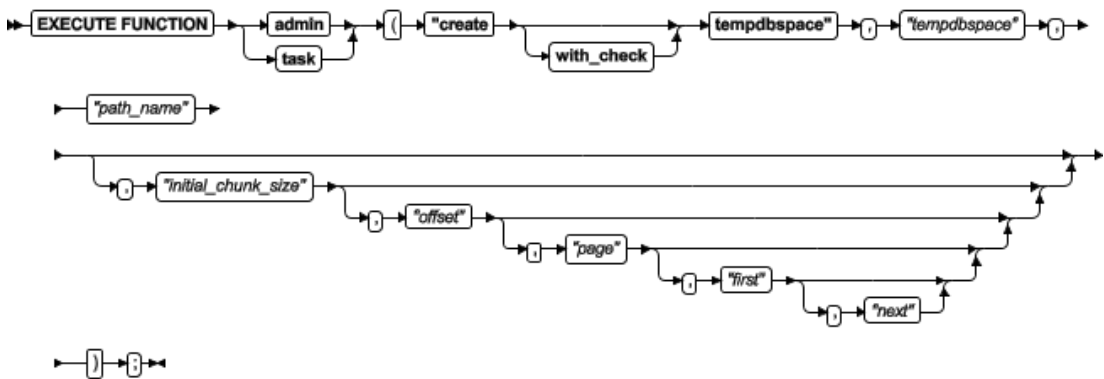 EXECUTE FUNCTION admin ( "create tempdbspace" , "tempdbspace" ,
task with_check
"path_name"
, "initial_chunk_size"
, "offset"
, "page"
, "first"
, "next"
) ;